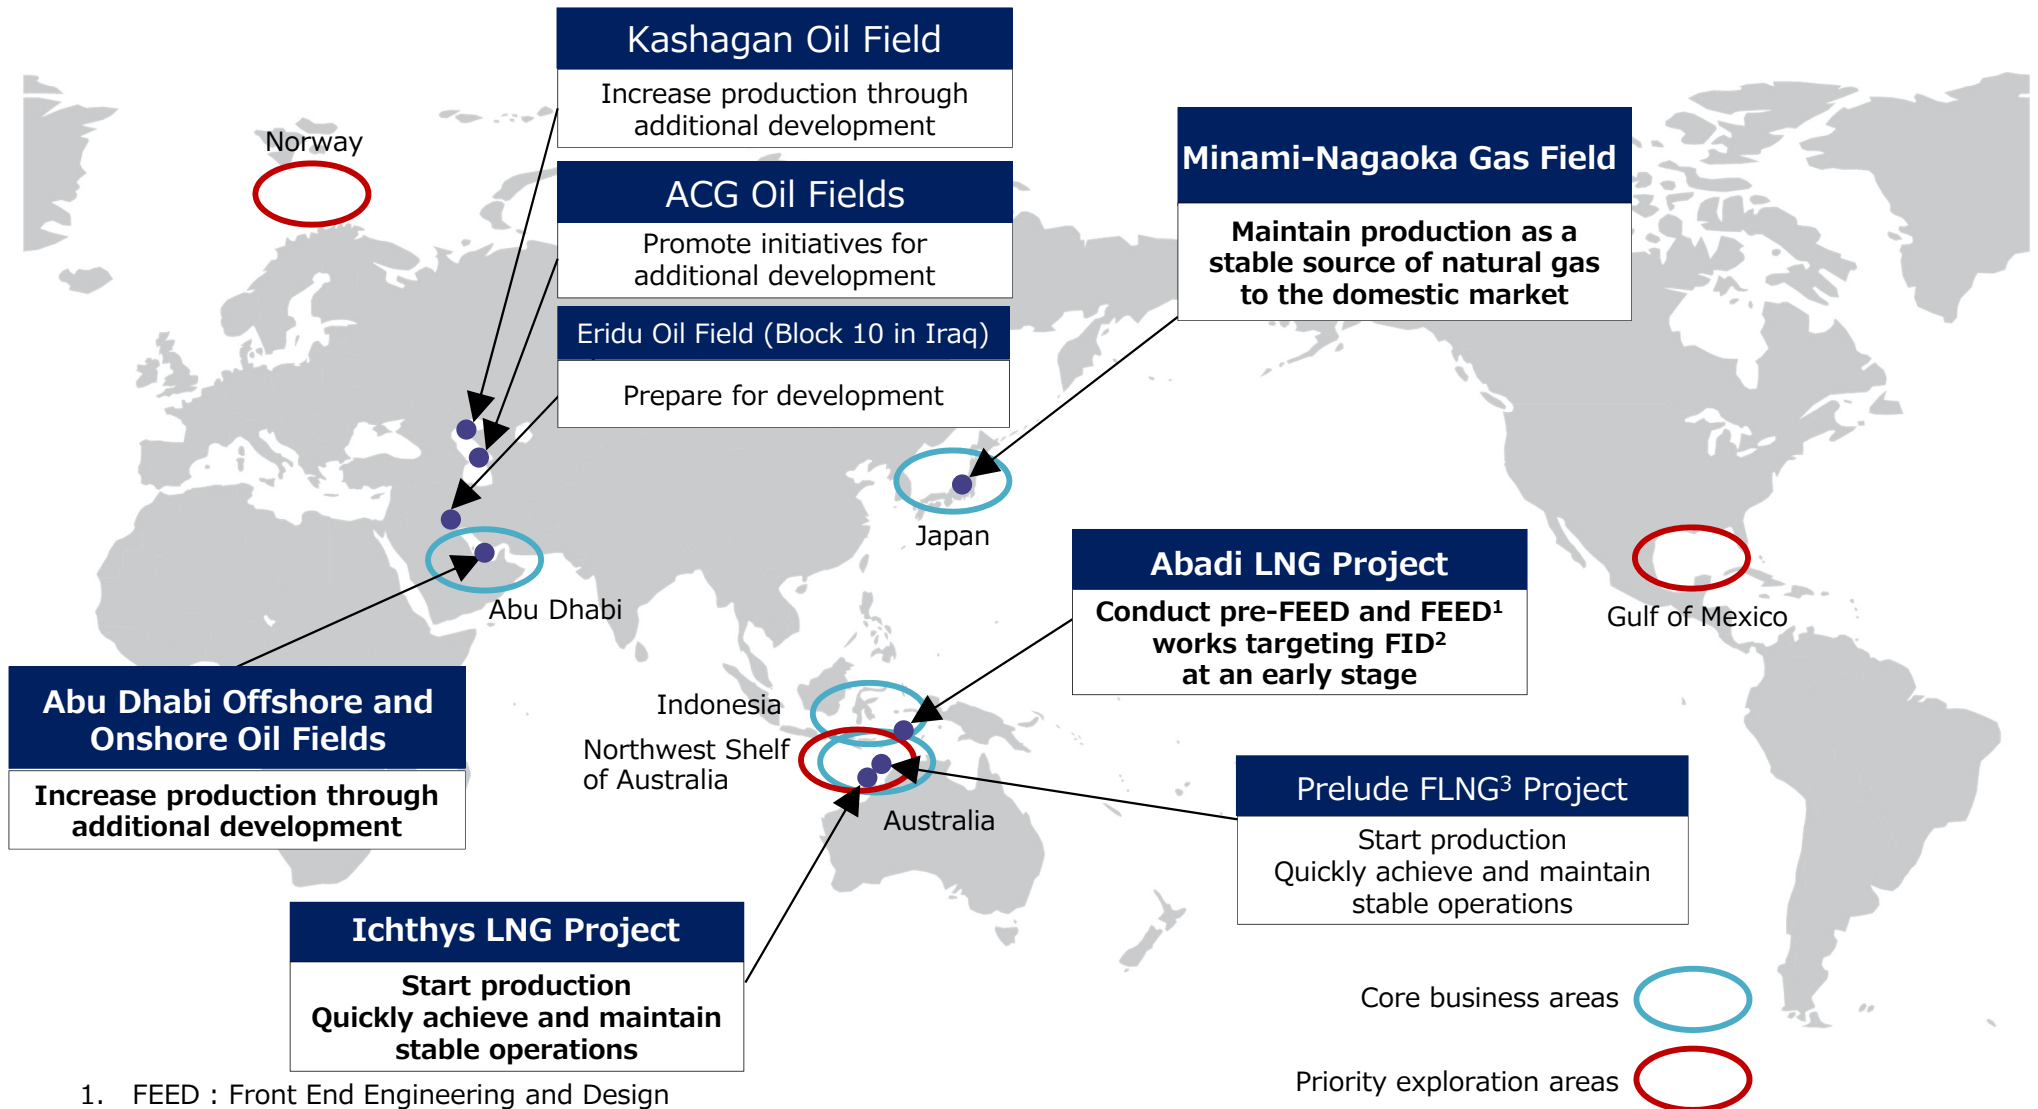 Kashagan Oil Field
Increase production through
additional development
Norway
ACG Oil Fields
Promote initiatives for
additional development
Eridu Oil Field (Block 10 in Iraq)
Prepare for development
Minami-Nagaoka Gas Field
Maintain production as a
stable source of natural gas
to the domestic market
Japan
Abu Dhabi
Gulf of Mexico
Abadi LNG Project
Conduct pre-FEED and FEED¹
works targeting FID²
at an early stage
Abu Dhabi Offshore and
Onshore Oil Fields
Increase production through
additional development
Indonesia
Northwest Shelf
of Australia
Australia
Prelude FLNG³ Project
Start production
Quickly achieve and maintain
stable operations
Ichthys LNG Project
Start production
Quickly achieve and maintain
stable operations
Core business areas
Priority exploration areas
1. FEED : Front End Engineering and Design